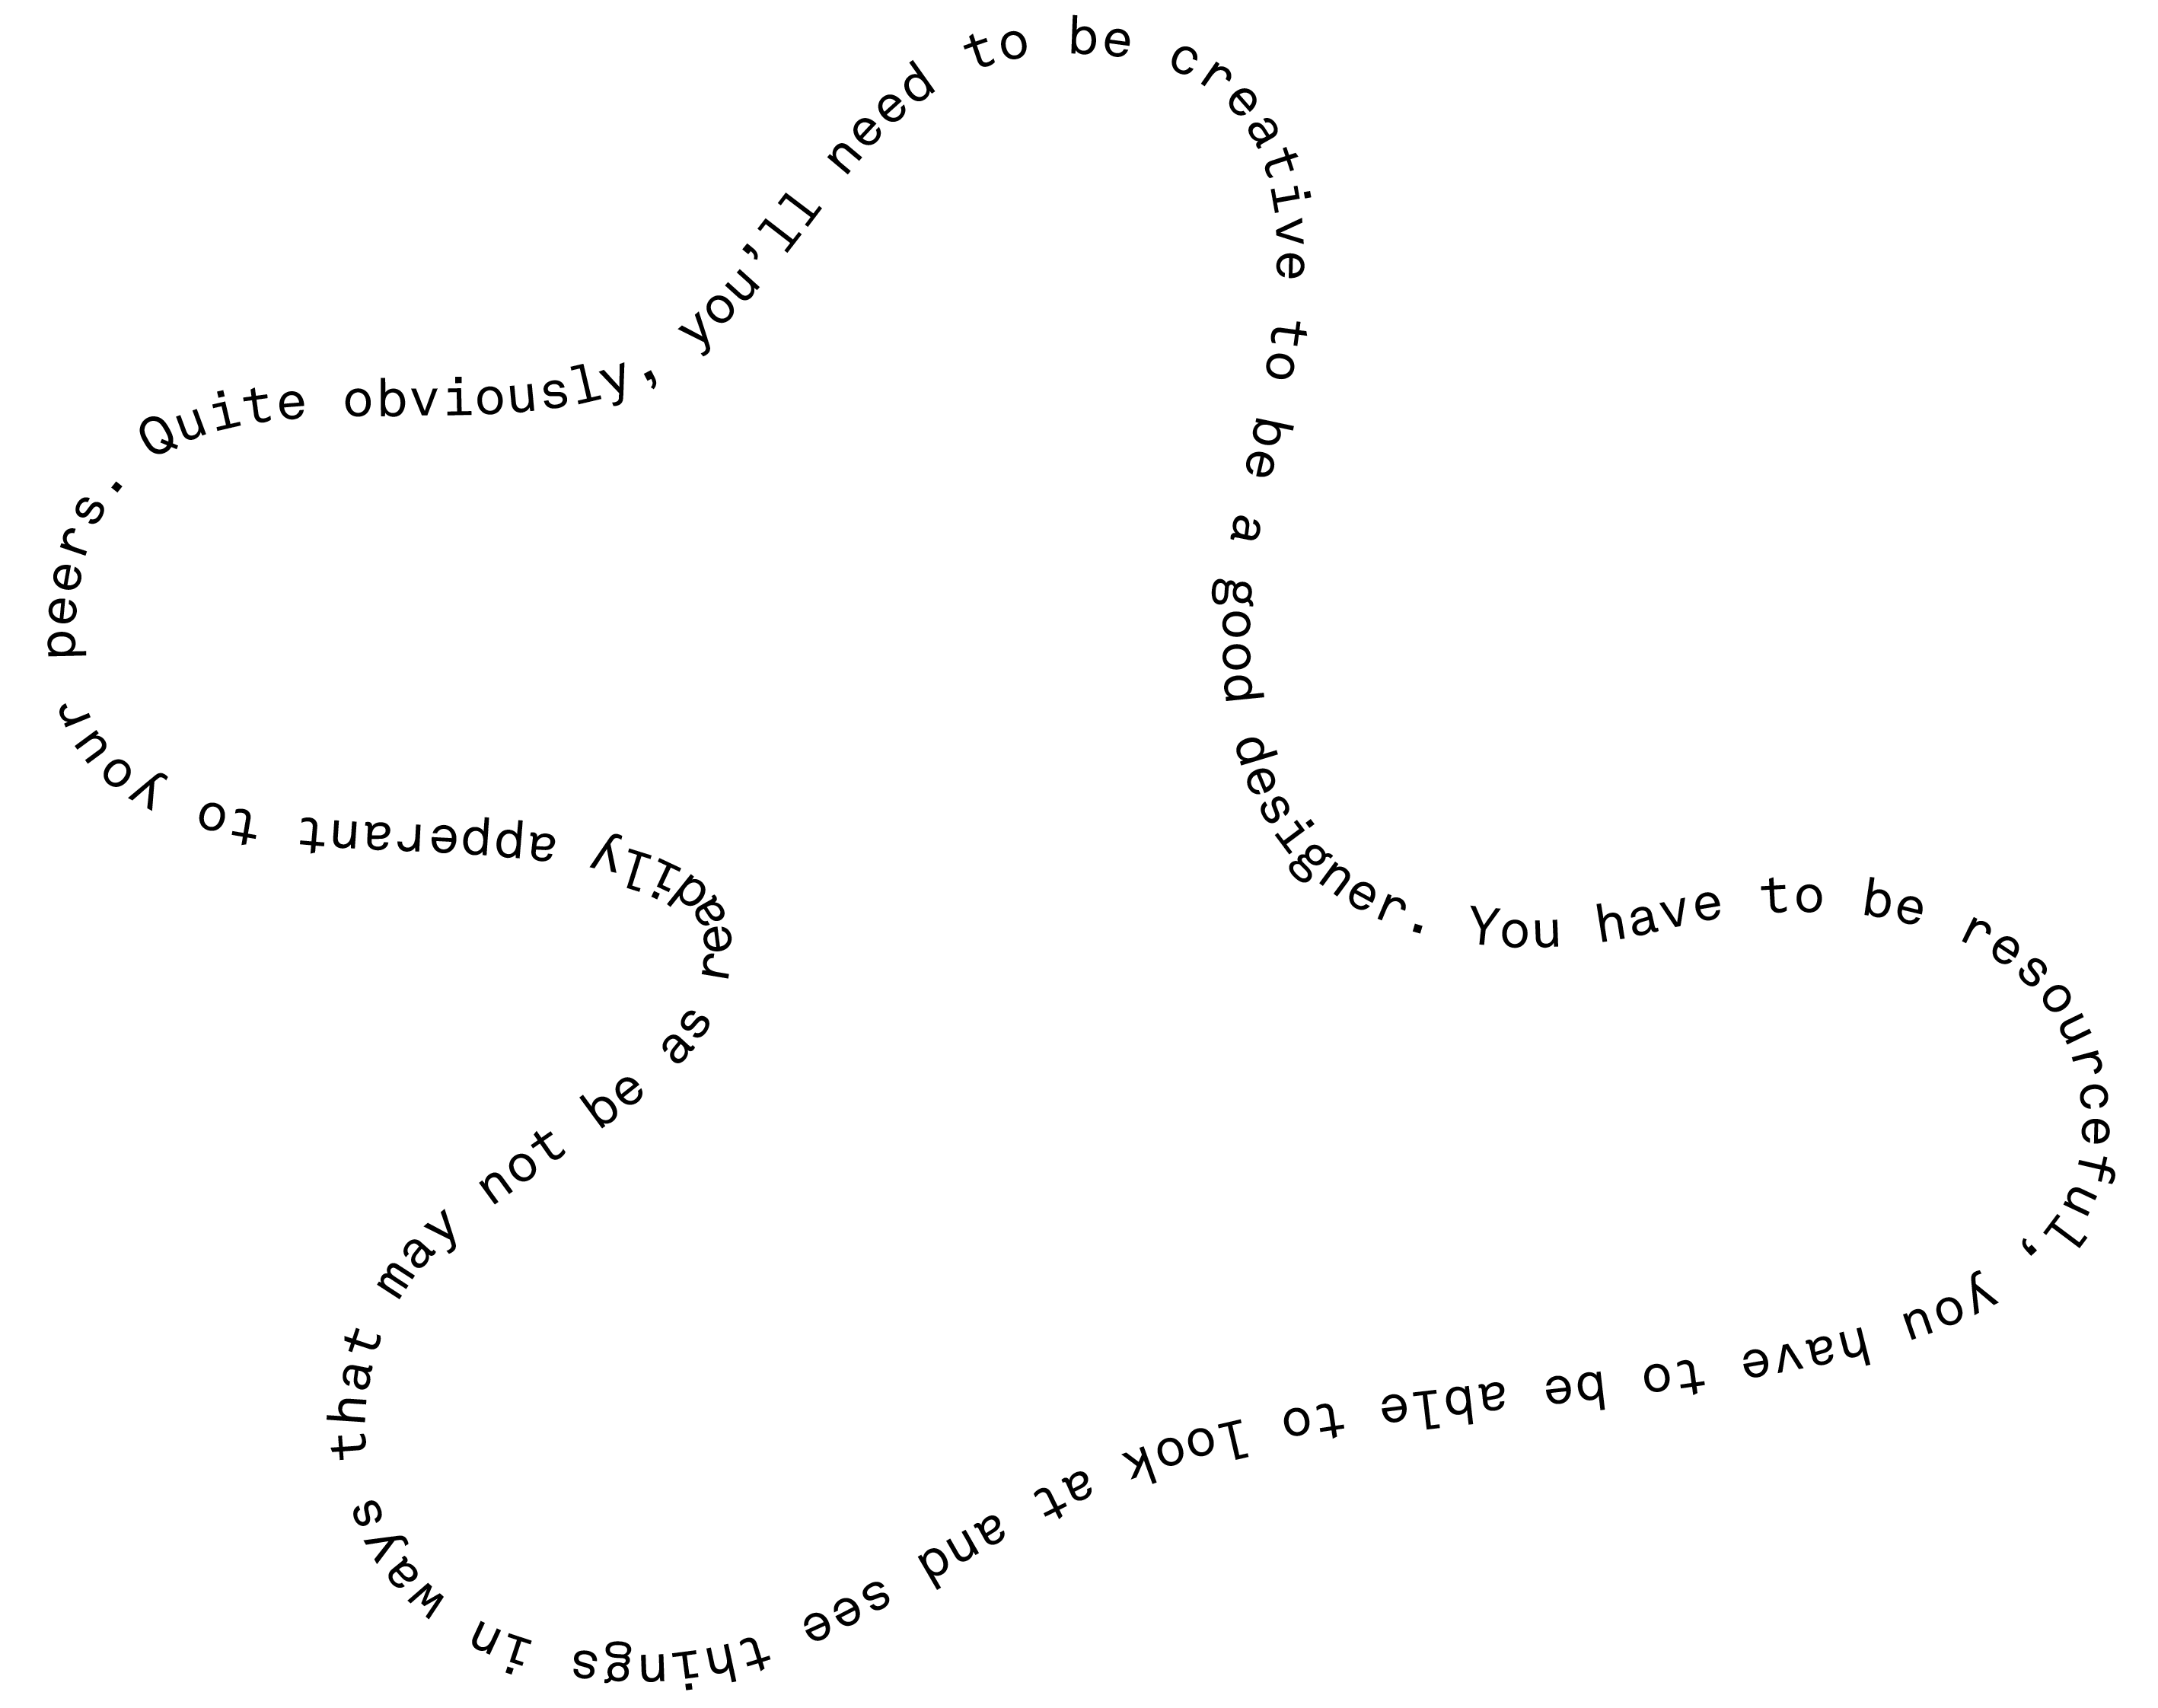 Quite obviously, you’ll need to be creative to be a good designer. You have to be resourceful, you have to be able to look at and see things in ways that may not be as readily apperant to your peers.